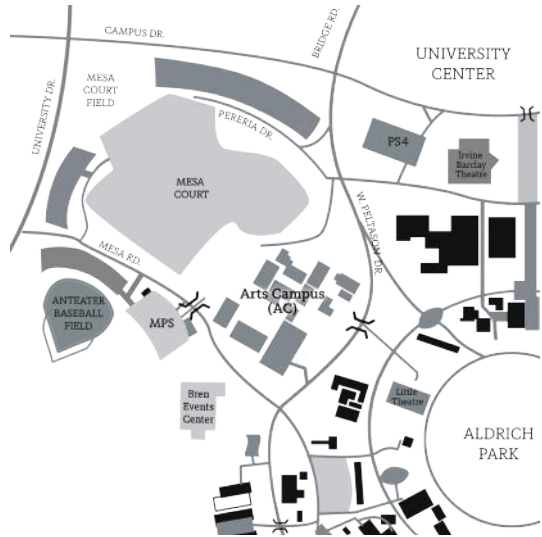 CAMPUS DR.
BRIDGE RD.
UNIVERSITY
CENTER
UNIVERSITY DR.
MESA
COURT
FIELD
PERERIA DR.
PS4
Irvine
Barclay
Theatre
MESA
COURT
W. PELTASON DR.
MESA RD.
Arts Campus
(AC)
ANTEATER
BASEBALL
FIELD
MPS
Bren
Events
Center
Little
Theatre
ALDRICH
PARK